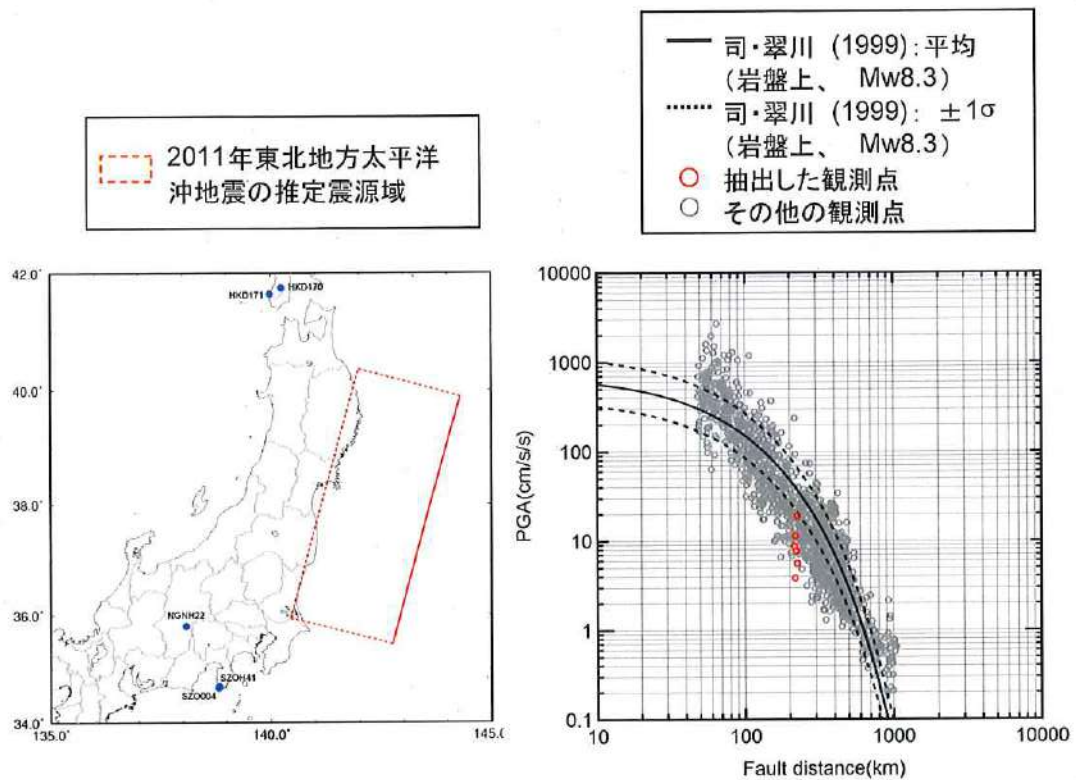 2011年東北地方太平洋
沖地震の推定震源域
司・翠川 (1999):平均
(岩盤上、 Mw8.3)
司・翠川 (1999): ±1σ
(岩盤上、 Mw8.3)
抽出した観測点
その他の観測点
42.0˚
40.0˚
38.0˚
36.0˚
34.0˚
135.0˚
140.0˚
145.0
HKD171
HKD170
NGNH22
SZOH41
SZO004
PGA(cm/s/s)
10000
1000
100
10
1
0.1
10
100
1000
10000
Fault distance(km)